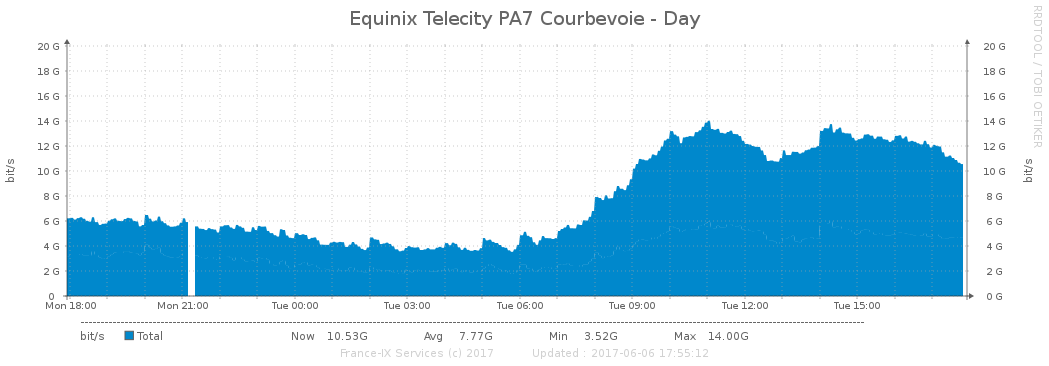 Equinix Telecity PA7 Courbevoie - Day
RRDTOOL / TOBI OETIKER
20 G 20 G
18 G 18 G
16 G 16 G
14 G 14 G
12 G 12 G
10 G 10 G
8 G 8 G
6 G 6 G
4 G 4 G
2 G 2 G
0 0 G
bit/s
bit/s
Mon 18:00 Mon 21:00 Tue 00:00 Tue 03:00 Tue 06:00 Tue 09:00 Tue 12:00 Tue 15:00
bit/s Total Now 10.53G Avg 7.77G Min 3.52G Max 14.00G
France-IX Services (c) 2017 Updated : 2017-06-06 17:55:12